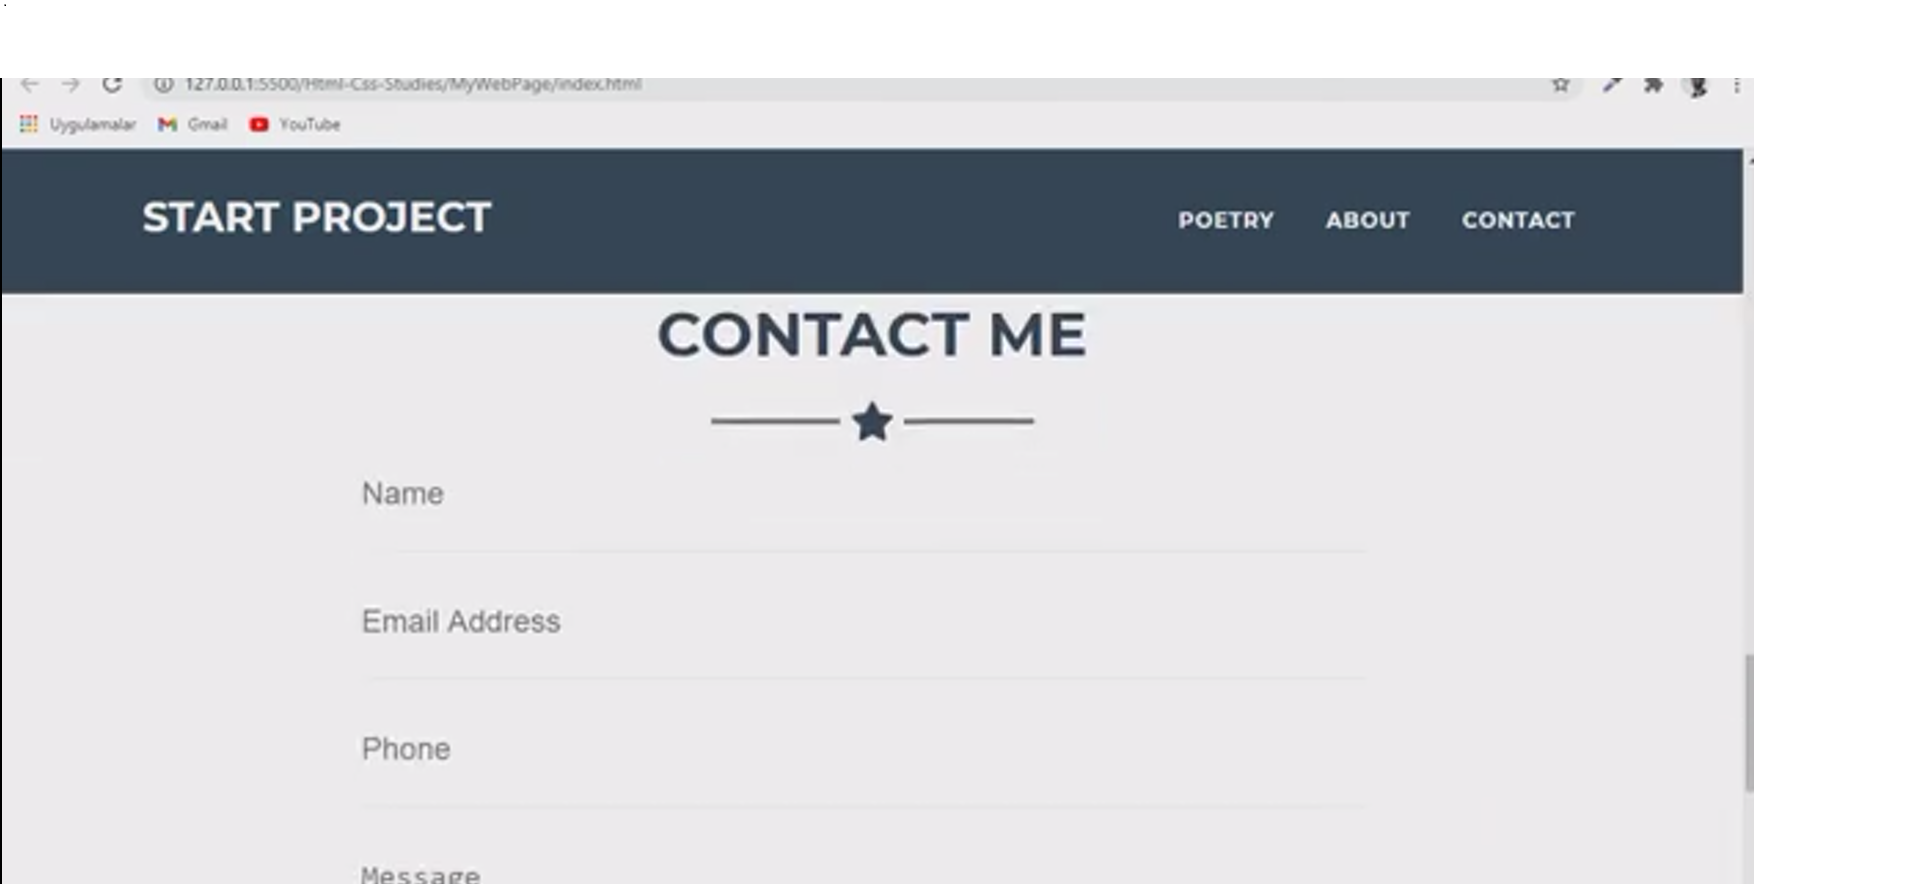 127.0.0.1:5500/Html-Css-Studies/MyWebPage/index.html
Uygulamalar Gmail YouTube
START PROJECT POETRY ABOUT CONTACT
CONTACT ME
Name
Email Address
Phone
Message